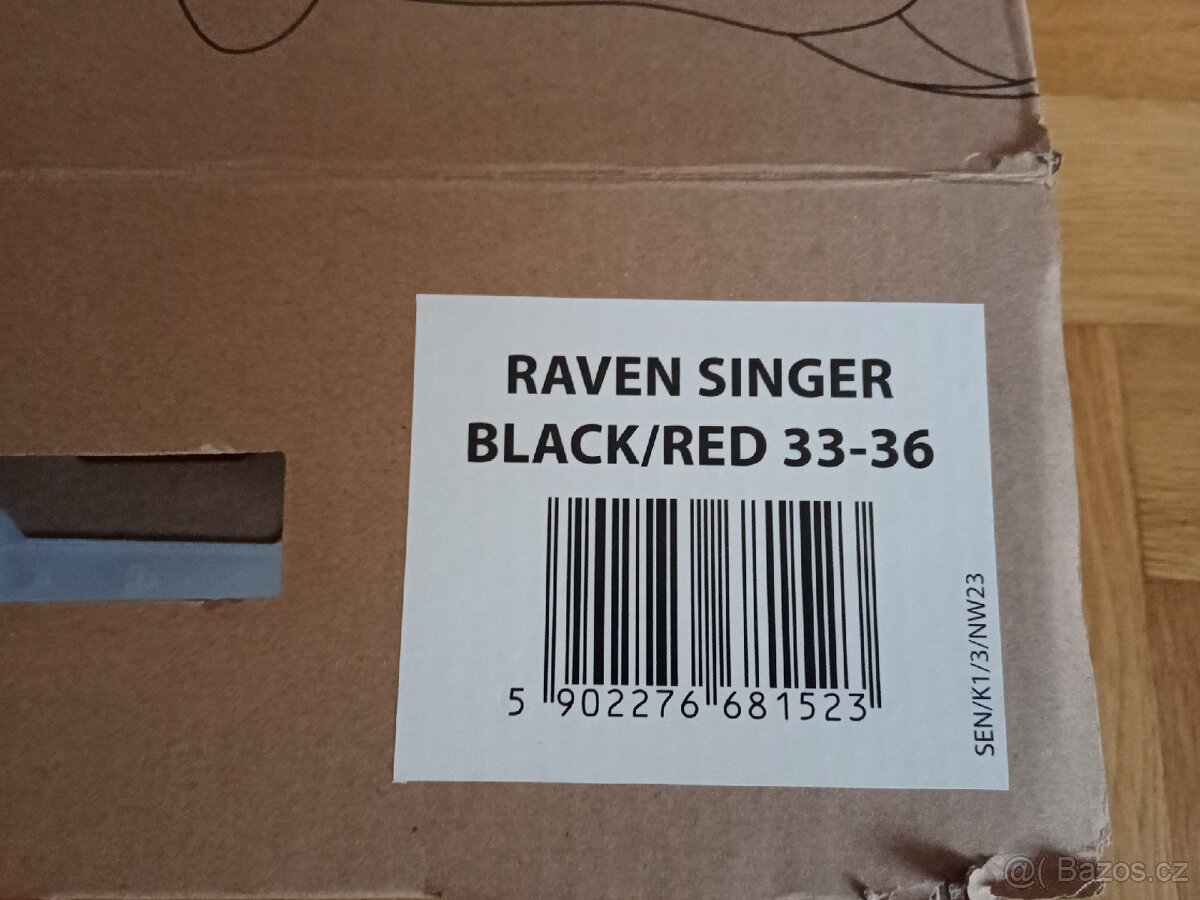 RAVEN SINGER
BLACK/RED 33-36
5 902276 681523
SEN/K1/3/NW23
@( Bazos.cz